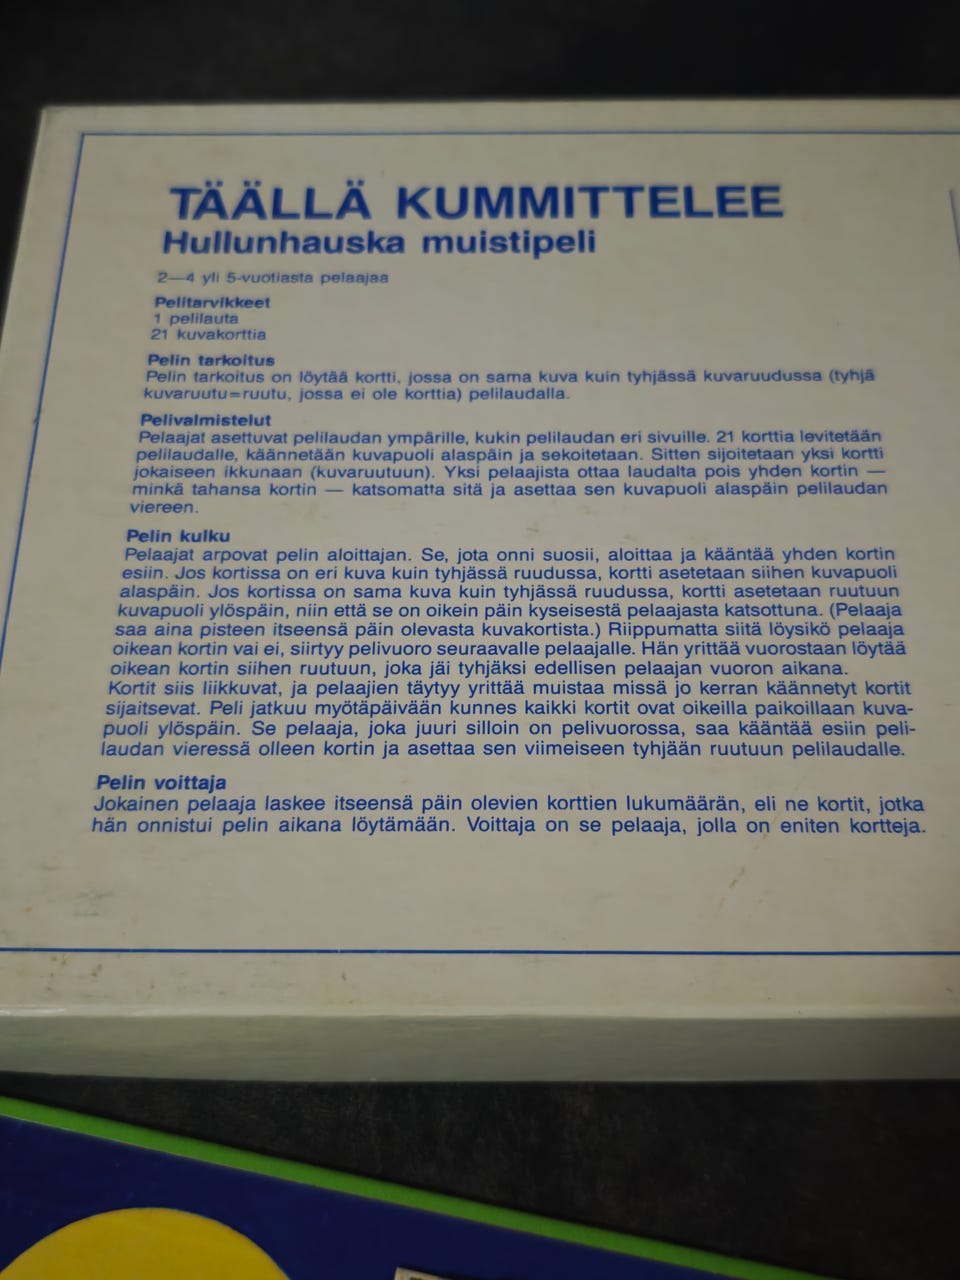 TÄÄLLÄ KUMMITTELEE
Hullunhauska muistipeli
2—4 yli 5-vuotiasta pelaajaa
Pelitarvikkeet
1 pelilauta
21 kuvakorttia
Pelin tarkoitus
Pelin tarkoitus on löytää kortti, jossa on sama kuva kuin tyhjässä kuvaruudussa (tyhjä
kuvaruutu=ruutu, jossa ei ole korttia) pelilaudalla.
Pelivalmistelut
Pelaajat asettuvat pelilaudan ympärille, kukin pelilaudan eri sivuille. 21 korttia levitetään
pelilaudalle, käännetään kuvapuoli alaspäin ja sekoitetaan. Sitten sijoitetaan yksi kortti
jokaiseen ikkunaan (kuvaruutuun). Yksi pelaajista ottaa laudalta pois yhden kortin —
minkä tahansa kortin — katsomatta sitä ja asettaa sen kuvapuoli alaspäin pelilaudan
viereen.
Pelin kulku
Pelaajat arpovat pelin aloittajan. Se, jota onni suosii, aloittaa ja kääntää yhden kortin
esiin. Jos kortissa on eri kuva kuin tyhjässä ruudussa, kortti asetetaan siihen kuvapuoli
alaspäin. Jos kortissa on sama kuva kuin tyhjässä ruudussa, kortti asetetaan ruutuun
kuvapuoli ylöspäin, niin että se on oikein päin kyseisestä pelaajasta katsottuna. (Pelaaja
saa aina pisteen itseensä päin olevasta kuvakortista.) Riippumatta siitä löysikö pelaaja
oikean kortin vai ei, siirtyy pelivuoro seuraavalle pelaajalle. Hän yrittää vuorostaan löytää
oikean kortin siihen ruutuun, joka jäi tyhjäksi edellisen pelaajan vuoron aikana.
Kortit siis liikkuvat, ja pelaajien täytyy yrittää muistaa missä jo kerran käännetyt kortit
sijaitsevat. Peli jatkuu myötäpäivään kunnes kaikki kortit ovat oikeilla paikoillaan kuva-
puoli ylöspäin. Se pelaaja, joka juuri silloin on pelivuorossa, saa kääntää esiin peli-
laudan vieressä olleen kortin ja asettaa sen viimeiseen tyhjään ruutuun pelilaudalle.
Pelin voittaja
Jokainen pelaaja laskee itseensä päin olevien korttien lukumäärän, eli ne kortit, jotka
hän onnistui pelin aikana löytämään. Voittaja on se pelaaja, jolla on eniten kortteja.